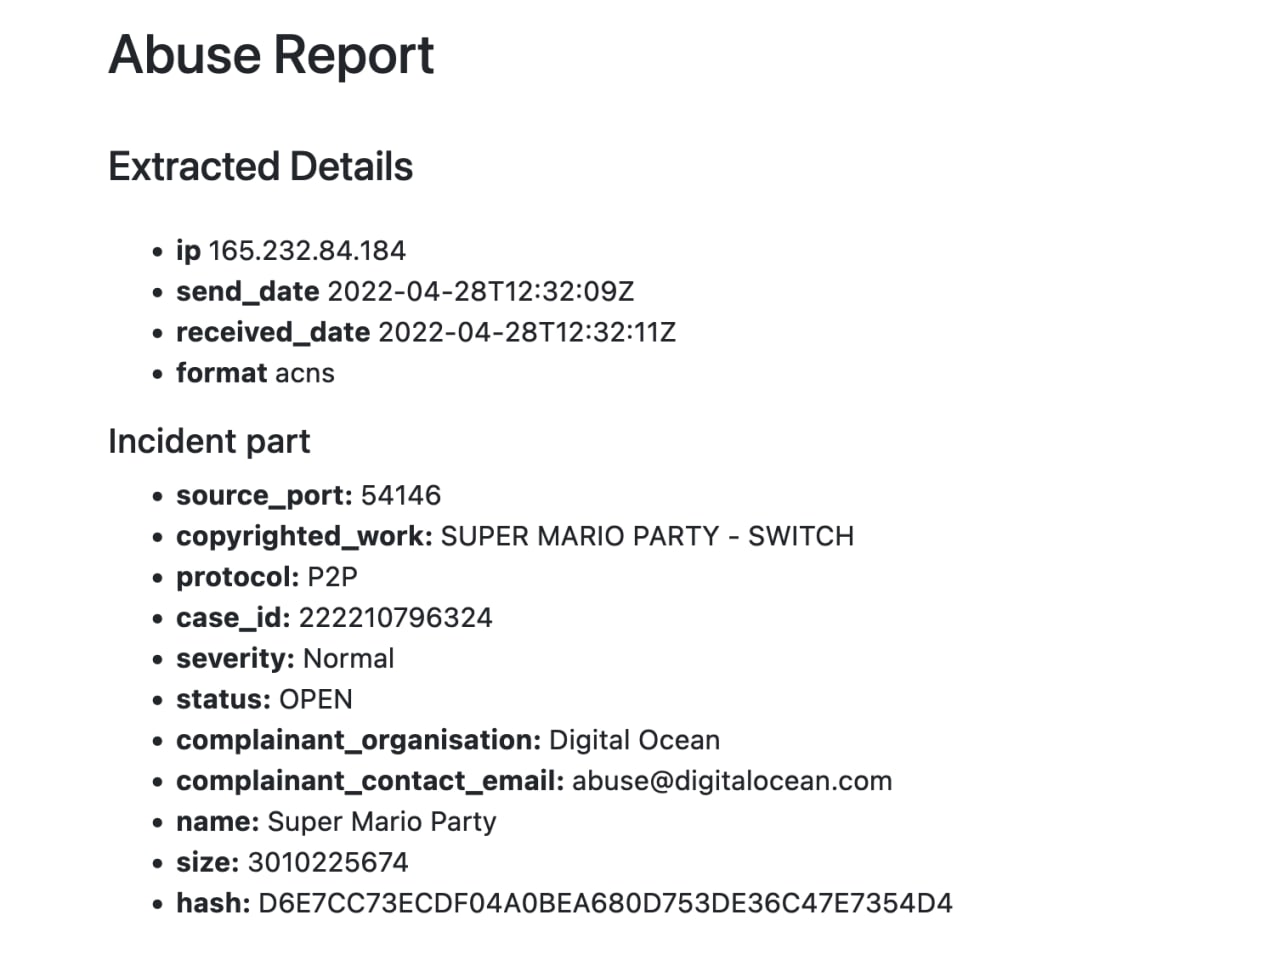 Abuse Report
Extracted Details
• ip 165.232.84.184
• send_date 2022-04-28T12:32:09Z
• received_date 2022-04-28T12:32:11Z
• format acns
Incident part
• source_port: 54146
• copyrighted_work: SUPER MARIO PARTY - SWITCH
• protocol: P2P
• case_id: 222210796324
• severity: Normal
• status: OPEN
• complainant_organisation: Digital Ocean
• complainant_contact_email: abuse@digitalocean.com
• name: Super Mario Party
• size: 3010225674
• hash: D6E7CC73ECDF04A0BEA680D753DE36C47E7354D4